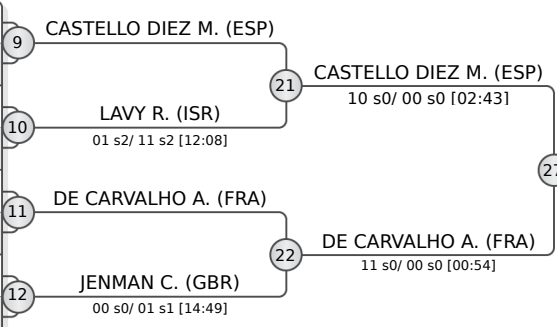 9
CASTELLO DIEZ M. (ESP)
21
CASTELLO DIEZ M. (ESP)
10 s0/ 00 s0 [02:43]
10
LAVY R. (ISR)
01 s2/ 11 s2 [12:08]
27
11
DE CARVALHO A. (FRA)
22
DE CARVALHO A. (FRA)
11 s0/ 00 s0 [00:54]
12
JENMAN C. (GBR)
00 s0/ 01 s1 [14:49]